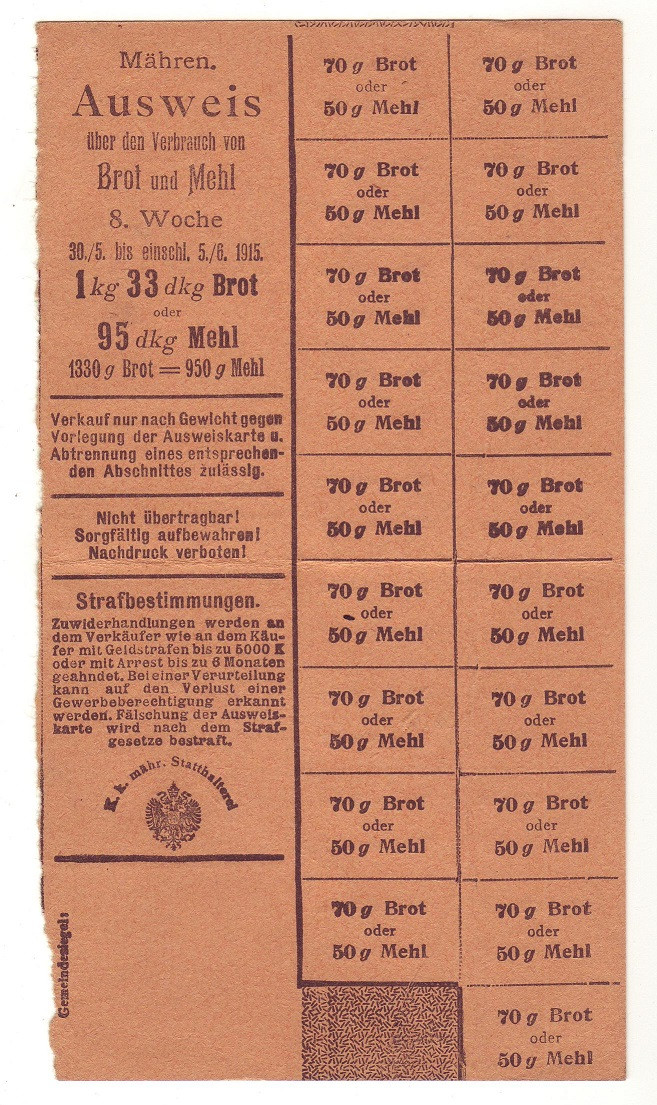 Mähren.
Ausweis
über den Verbrauch von
Brot und Mehl
8. Woche
30./5. bis einschl. 5./6. 1915.
1 kg 33 dkg Brot
oder
95 dkg Mehl
1330 g Brot = 950 g Mehl
Verkauf nur nach Gewicht gegen
Vorlegung der Ausweiskarte u.
Abtrennung eines entsprechen-
den Abschnittes zulässig.
Nicht übertragbar!
Sorgfältig aufbewahren!
Nachdruck verboten!
Strafbestimmungen.
Zuwiderhandlungen werden an
dem Verkäufer wie an dem Käu-
fer mit Geldstrafen bis zu 5000 K
oder mit Arrest bis zu 6 Monaten
geahndet. Bei einer Verurteilung
kann auf den Verlust einer
Gewerbeberechtigung erkannt
werden. Fälschung der Ausweis-
karte wird nach dem Straf-
gesetze bestraft.
K. k. mähr. Statthalterei
Gemeindesiegel:
70 g Brot
oder
50 g Mehl
70 g Brot
oder
50 g Mehl
70 g Brot
oder
50 g Mehl
70 g Brot
oder
50 g Mehl
70 g Brot
oder
50 g Mehl
70 g Brot
oder
50 g Mehl
70 g Brot
oder
50 g Mehl
70 g Brot
oder
50 g Mehl
70 g Brot
oder
50 g Mehl
70 g Brot
oder
50 g Mehl
70 g Brot
oder
50 g Mehl
70 g Brot
oder
50 g Mehl
70 g Brot
oder
50 g Mehl
70 g Brot
oder
50 g Mehl
70 g Brot
oder
50 g Mehl
70 g Brot
oder
50 g Mehl
70 g Brot
oder
50 g Mehl
70 g Brot
oder
50 g Mehl
70 g Brot
oder
50 g Mehl